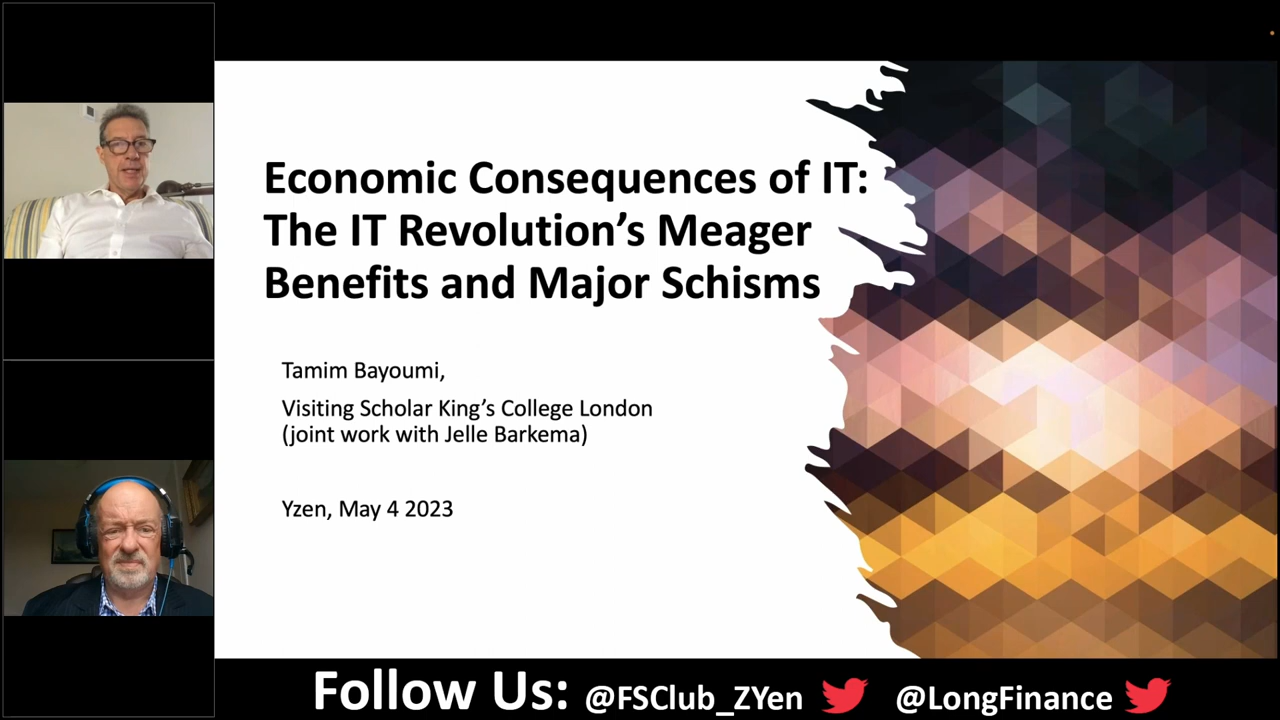 Economic Consequences of IT:
The IT Revolution’s Meager
Benefits and Major Schisms
Tamim Bayoumi,
Visiting Scholar King’s College London
(joint work with Jelle Barkema)
Yzen, May 4 2023
Follow Us: @FSClub_ZYen @LongFinance